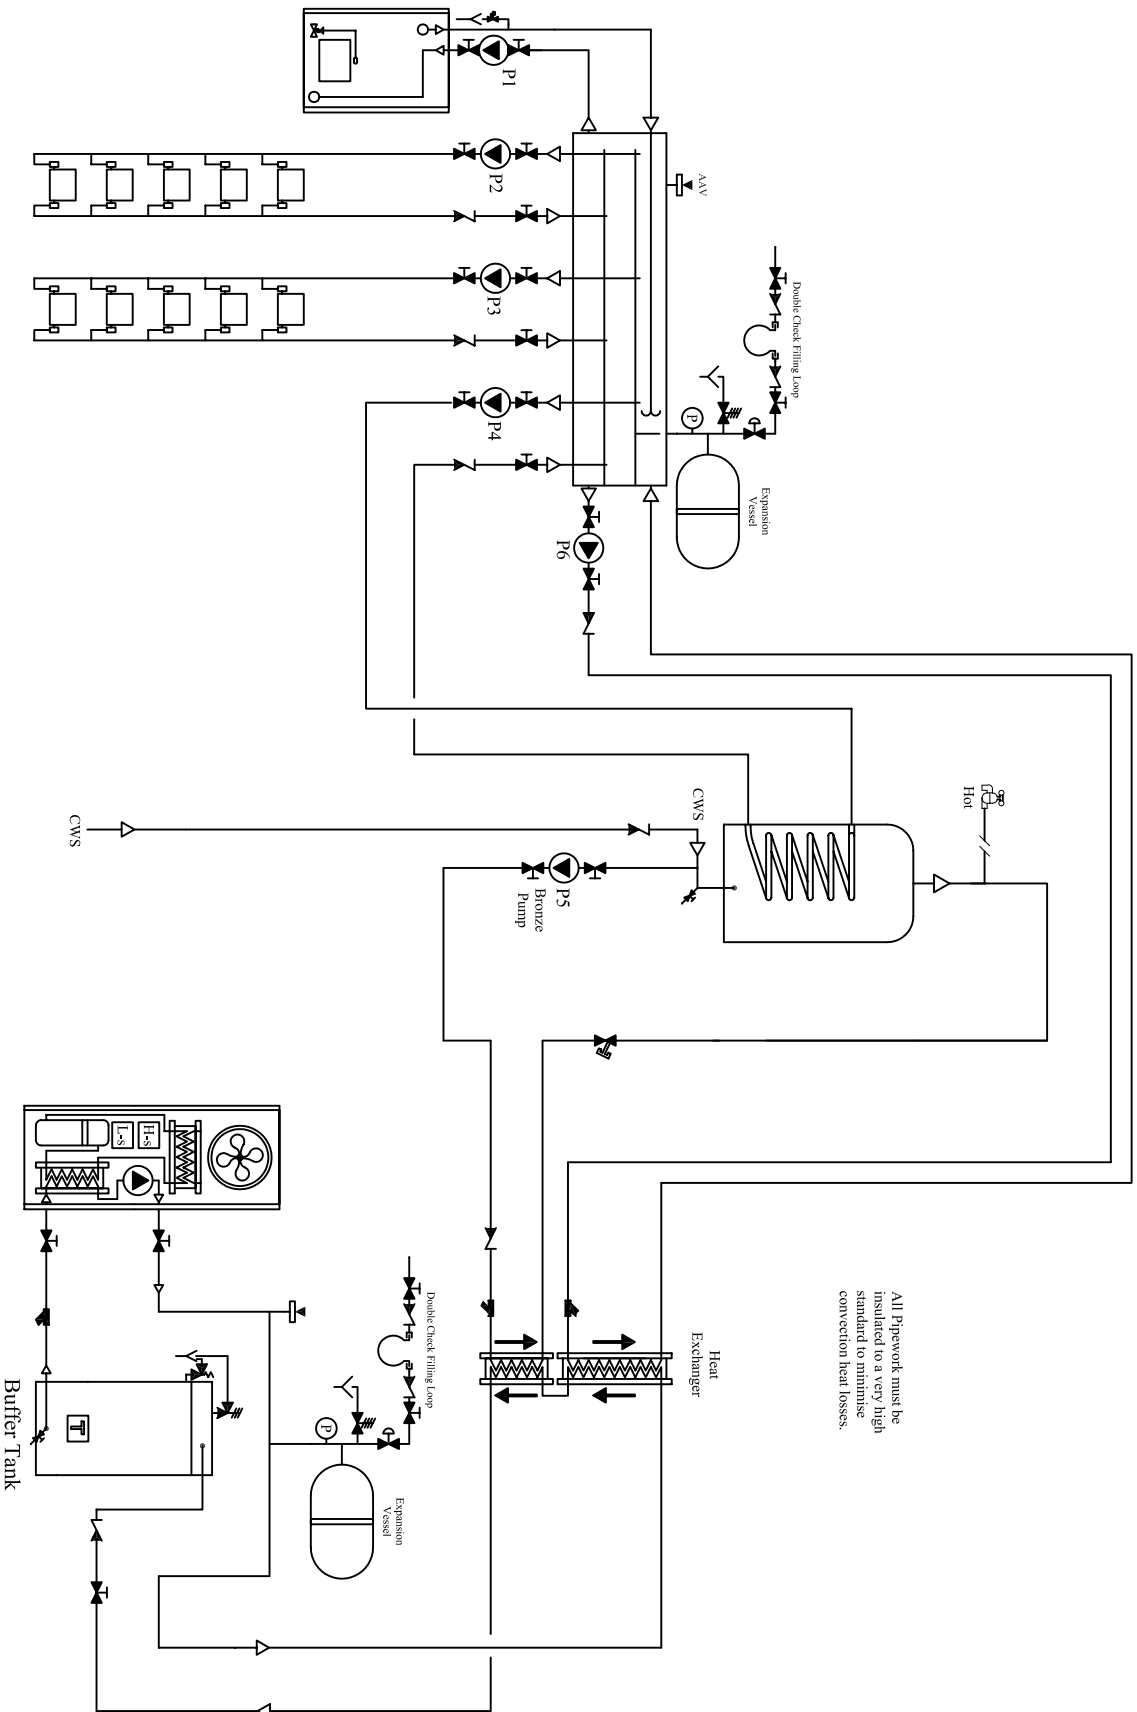 P1
P2
P3
P4
P5
P6
AAV
Double Check Filling Loop
P
Expansion
Vessel
Hot
CWS
CWS
Bronze
Pump
H-s
L-s
Heat
Exchanger
All Pipework must be
insulated to a very high
standard to minimise
convection heat losses.
Double Check Filling Loop
P
Expansion
Vessel
T
Buffer Tank